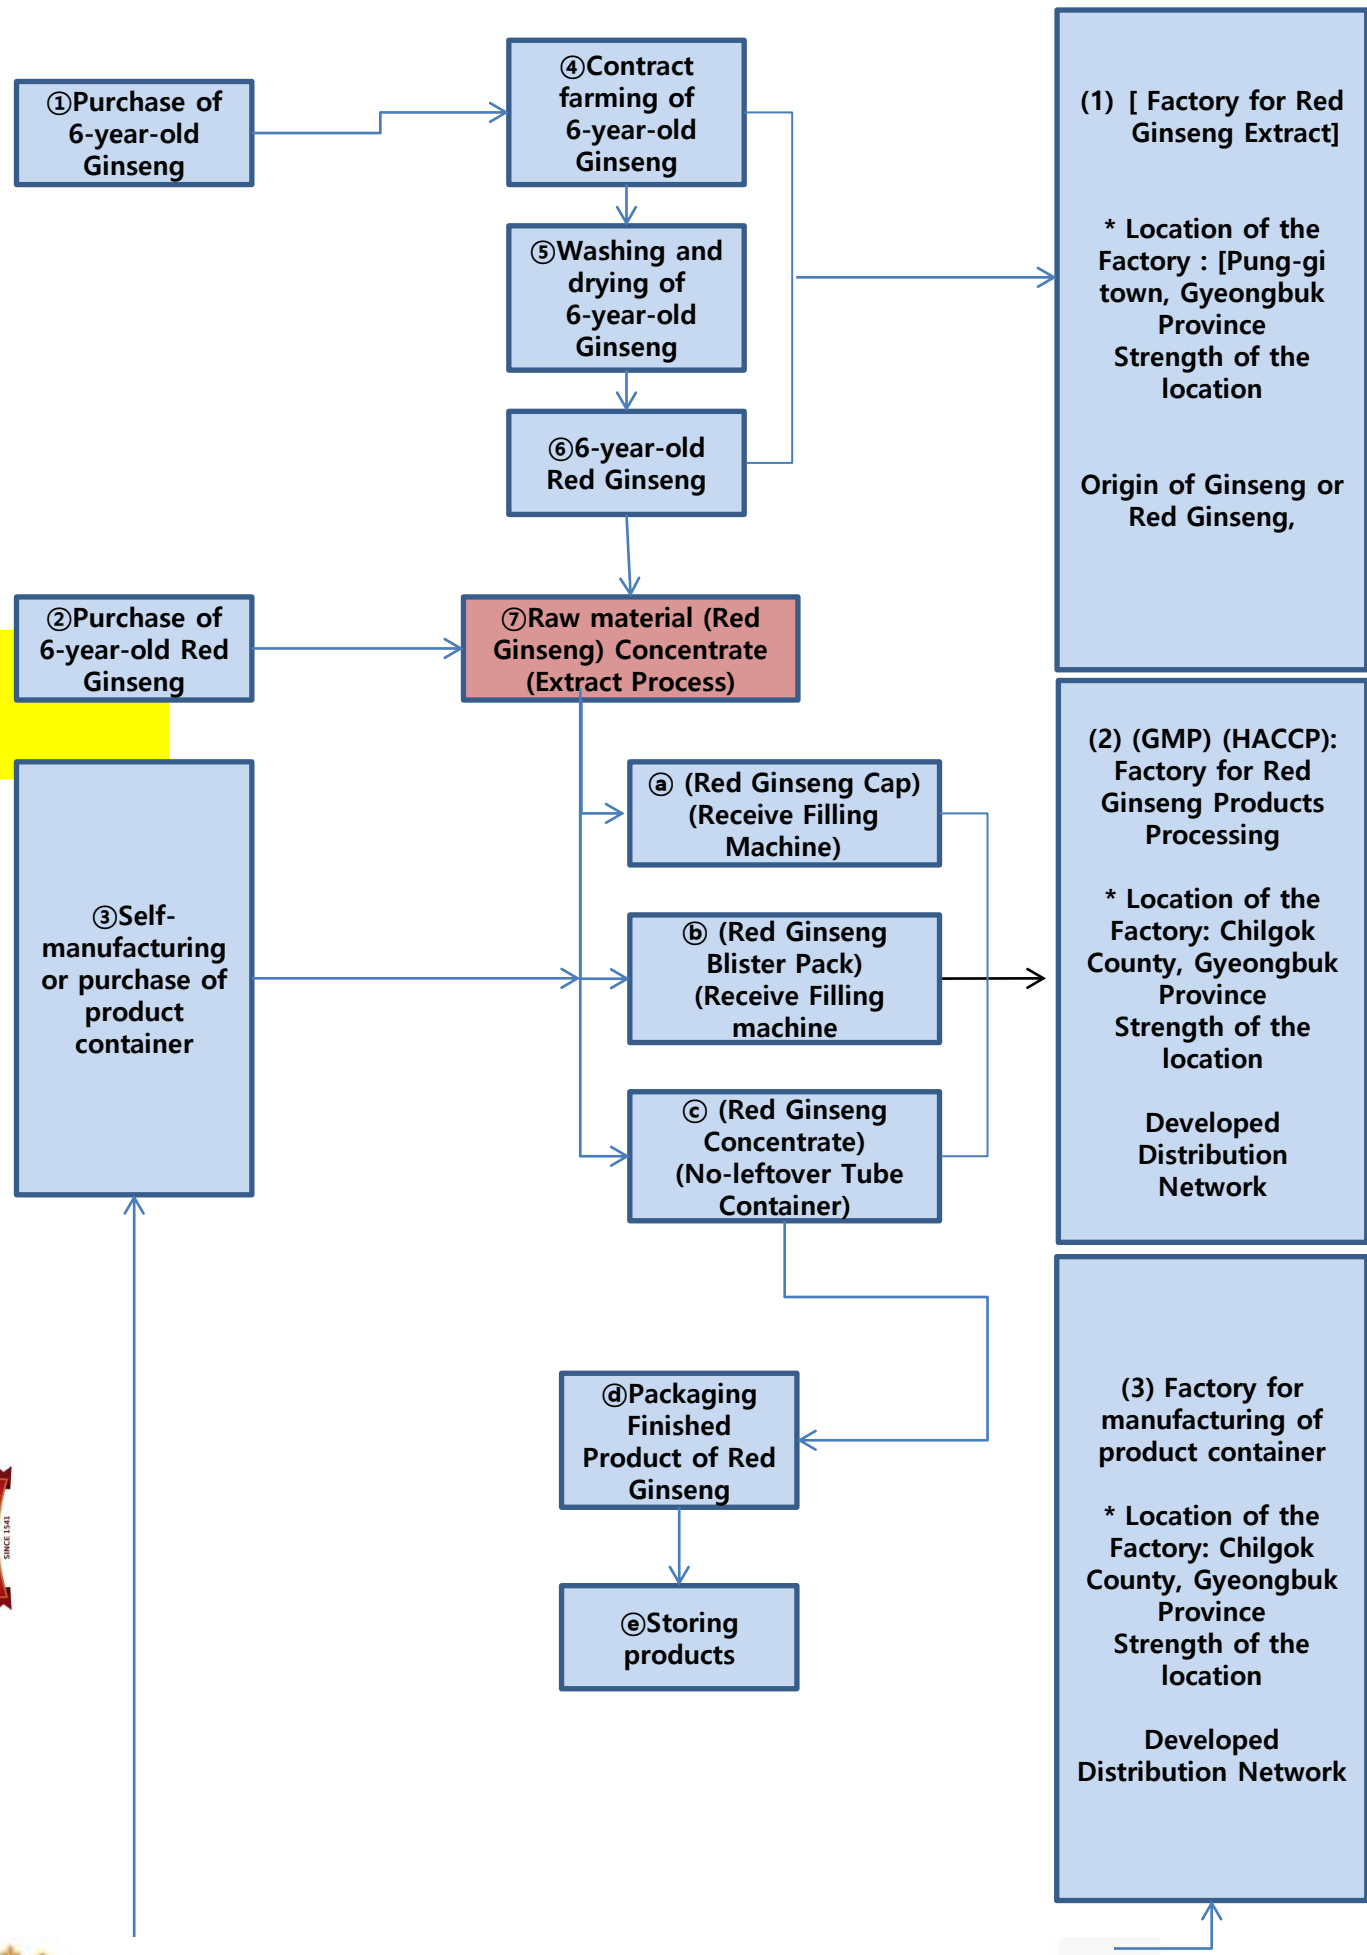 ①Purchase of
6-year-old
Ginseng
④Contract
farming of
6-year-old
Ginseng
⑤Washing and
drying of
6-year-old
Ginseng
⑥6-year-old
Red Ginseng
②Purchase of
6-year-old Red
Ginseng
⑦Raw material (Red
Ginseng) Concentrate
(Extract Process)
③Self-
manufacturing
or purchase of
product
container
ⓐ (Red Ginseng Cap)
(Receive Filling
Machine)
ⓑ (Red Ginseng
Blister Pack)
(Receive Filling
machine
ⓒ (Red Ginseng
Concentrate)
(No-leftover Tube
Container)
ⓓPackaging
Finished
Product of Red
Ginseng
ⓔStoring
products
(1) [ Factory for Red
Ginseng Extract]
* Location of the
Factory : [Pung-gi
town, Gyeongbuk
Province
Strength of the
location
Origin of Ginseng or
Red Ginseng,
(2) (GMP) (HACCP):
Factory for Red
Ginseng Products
Processing
* Location of the
Factory: Chilgok
County, Gyeongbuk
Province
Strength of the
location
Developed
Distribution
Network
(3) Factory for
manufacturing of
product container
* Location of the
Factory: Chilgok
County, Gyeongbuk
Province
Strength of the
location
Developed
Distribution Network
SINCE 1541